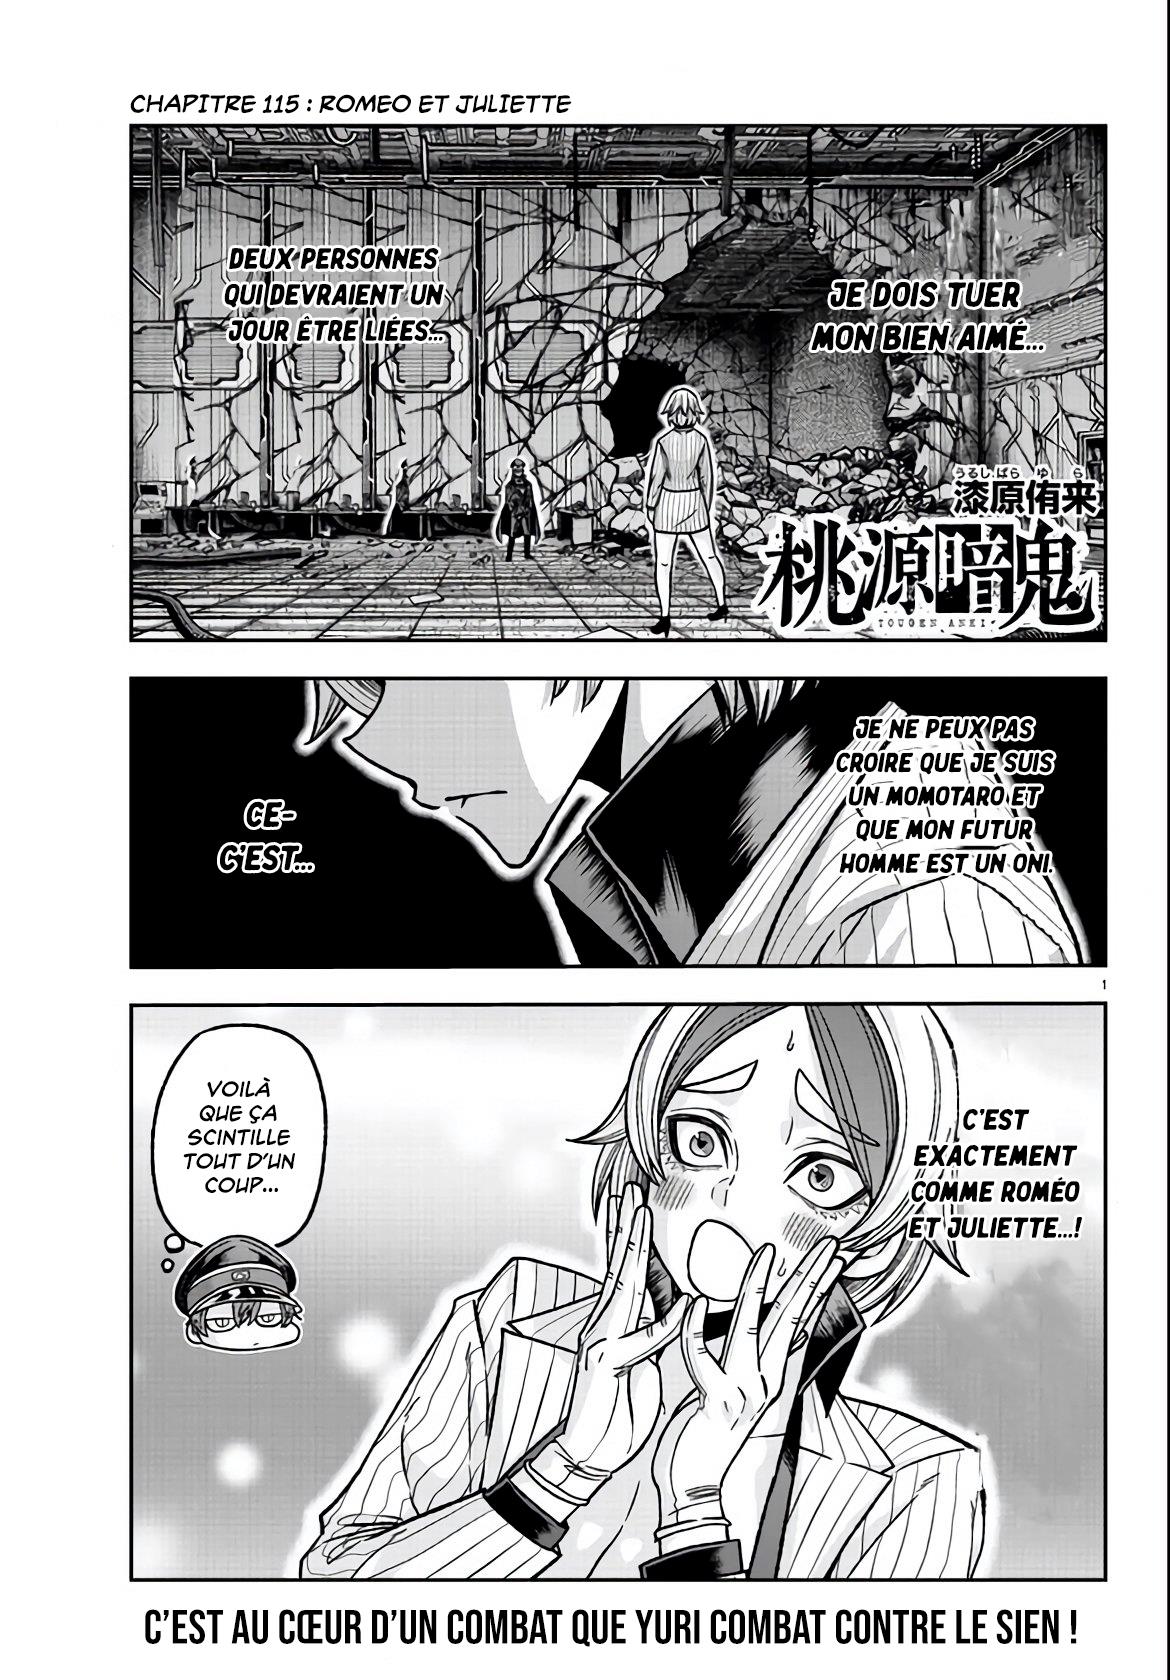 CHAPITRE 115 : ROMEO ET JULIETTE
JE DOIS TUER
MON BIEN AIMÉ...
DEUX PERSONNES
QUI DEVRAIENT UN
JOUR ÊTRE LIÉES...
うるしばら ゆ ら
漆原侑来
桃源暗鬼
TOUGEN ANKI
JE NE PEUX PAS
CROIRE QUE JE SUIS
UN MOMOTARO ET
QUE MON FUTUR
HOMME EST UN ONI.
CE-
C'EST...
1
C'EST
EXACTEMENT
COMME ROMÉO
ET JULIETTE...!
VOILÀ
QUE ÇA
SCINTILLE
TOUT D'UN
COUP...
C'EST AU CŒUR D'UN COMBAT QUE YURI COMBAT CONTRE LE SIEN !